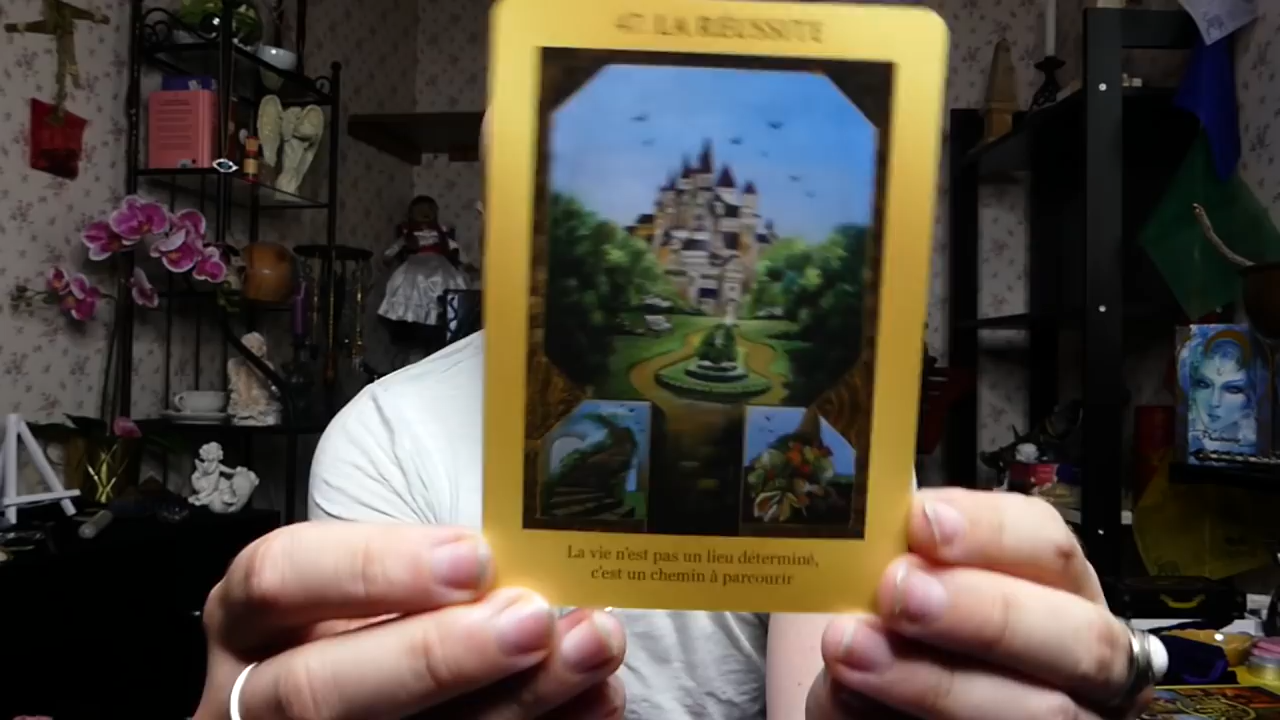 47. LA RÉUSSITE
La vie n'est pas un lieu déterminé,
c'est un chemin à parcourir